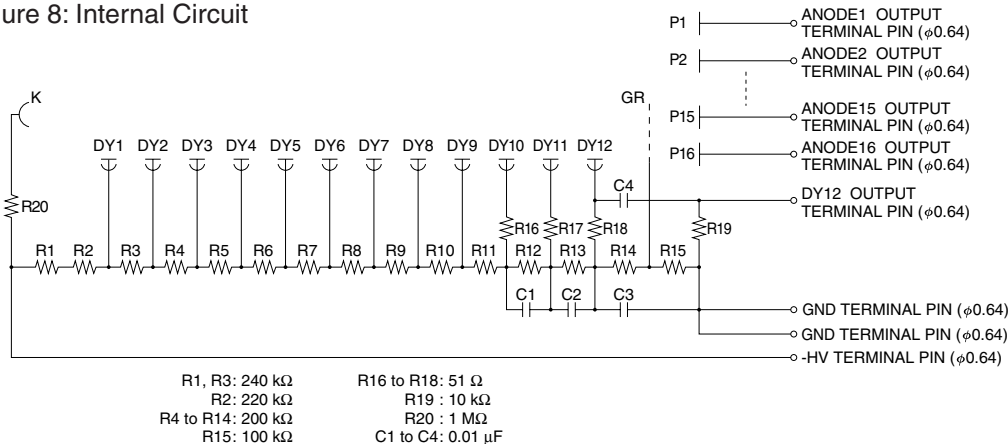 ure 8: Internal Circuit
P1
ANODE1 OUTPUT
TERMINAL PIN (φ0.64)
P2
ANODE2 OUTPUT
TERMINAL PIN (φ0.64)
K
GR
P15
ANODE15 OUTPUT
TERMINAL PIN (φ0.64)
DY1 DY2 DY3 DY4 DY5 DY6 DY7 DY8 DY9 DY10 DY11 DY12
P16
ANODE16 OUTPUT
TERMINAL PIN (φ0.64)
C4
DY12 OUTPUT
TERMINAL PIN (φ0.64)
R20
R16 R17 R18 R19
R1 R2 R3 R4 R5 R6 R7 R8 R9 R10 R11 R12 R13 R14 R15
C1 C2 C3
GND TERMINAL PIN (φ0.64)
GND TERMINAL PIN (φ0.64)
-HV TERMINAL PIN (φ0.64)
R1, R3: 240 kΩ
R2: 220 kΩ
R4 to R14: 200 kΩ
R15: 100 kΩ
R16 to R18: 51 Ω
R19 : 10 kΩ
R20 : 1 MΩ
C1 to C4: 0.01 µF